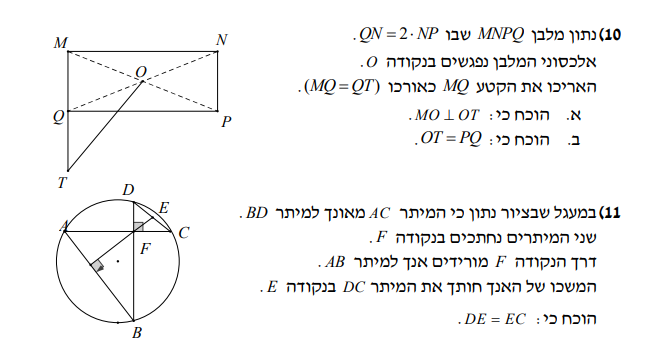 10) נתון מלבן MNPQ שבו QN = 2 · NP .
אלכסוני המלבן נפגשים בנקודה O .
האריכו את הקטע MQ כאורכו (MQ = QT) .
א. הוכח כי : MO ⊥ OT .
ב. הוכח כי : OT = PQ .
M
N
O
Q
P
T
11) במעגל שבציור נתון כי המיתר AC מאונך למיתר BD .
שני המיתרים נחתכים בנקודה F .
דרך הנקודה F מורידים אנך למיתר AB .
המשכו של האנך חותך את המיתר DC בנקודה E .
הוכח כי : DE = EC .
D
E
A
F
C
B